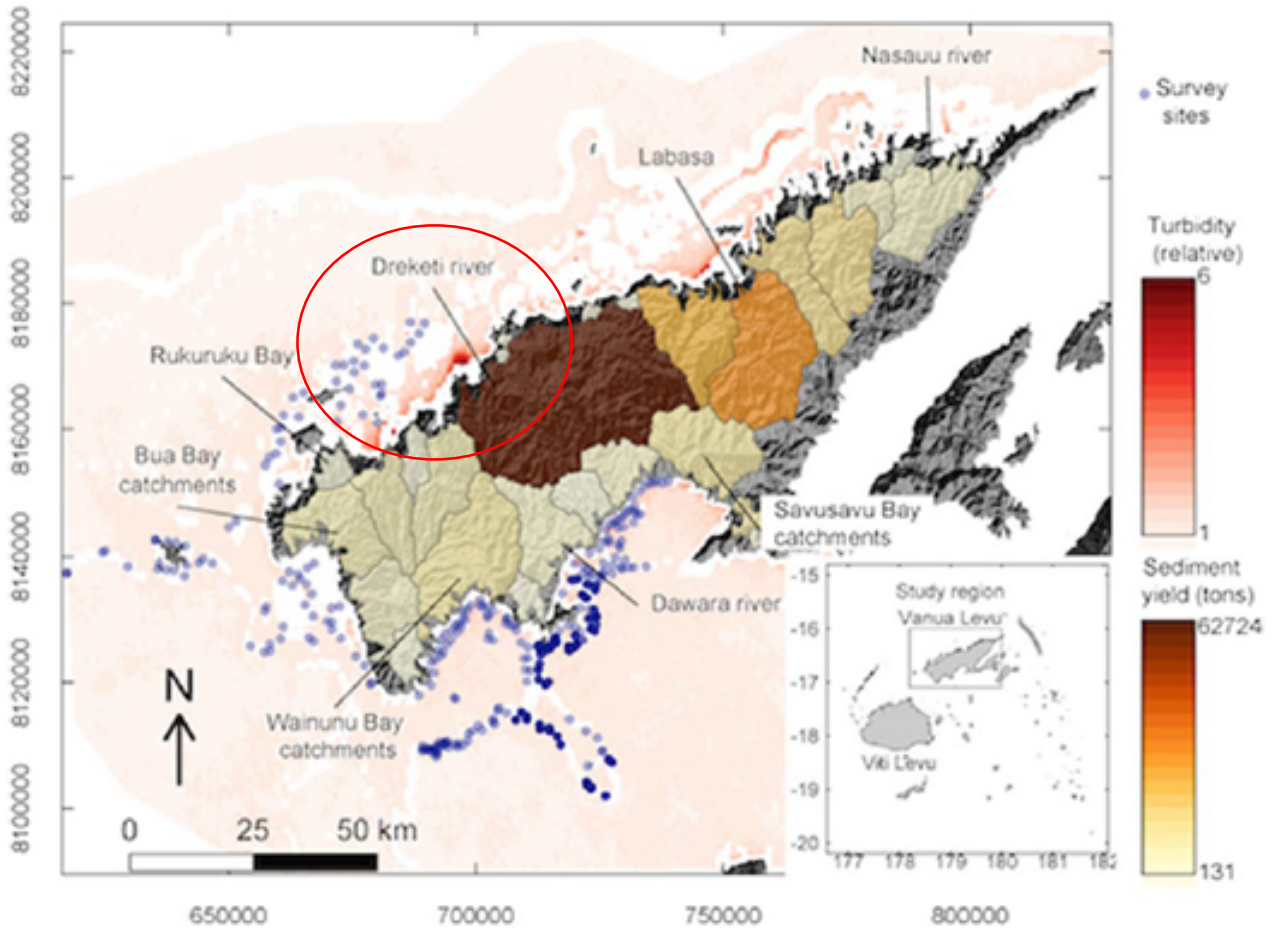 8220000
8200000
8180000
8160000
8140000
8120000
8100000
Nasauu river
Labasa
Dreketi river
Rukuruku Bay
Bua Bay
catchments
Savusavu Bay
catchments
Dawara river
Wainunu Bay
catchments
N
0 25 50 km
650000 700000 750000 800000
Survey
sites
Turbidity
(relative)
6
1
Sediment
yield (tons)
62724
131
Study region
Vanua Levu
Viti Levu
-15
-16
-17
-18
-19
-20
177 178 179 180 181 182